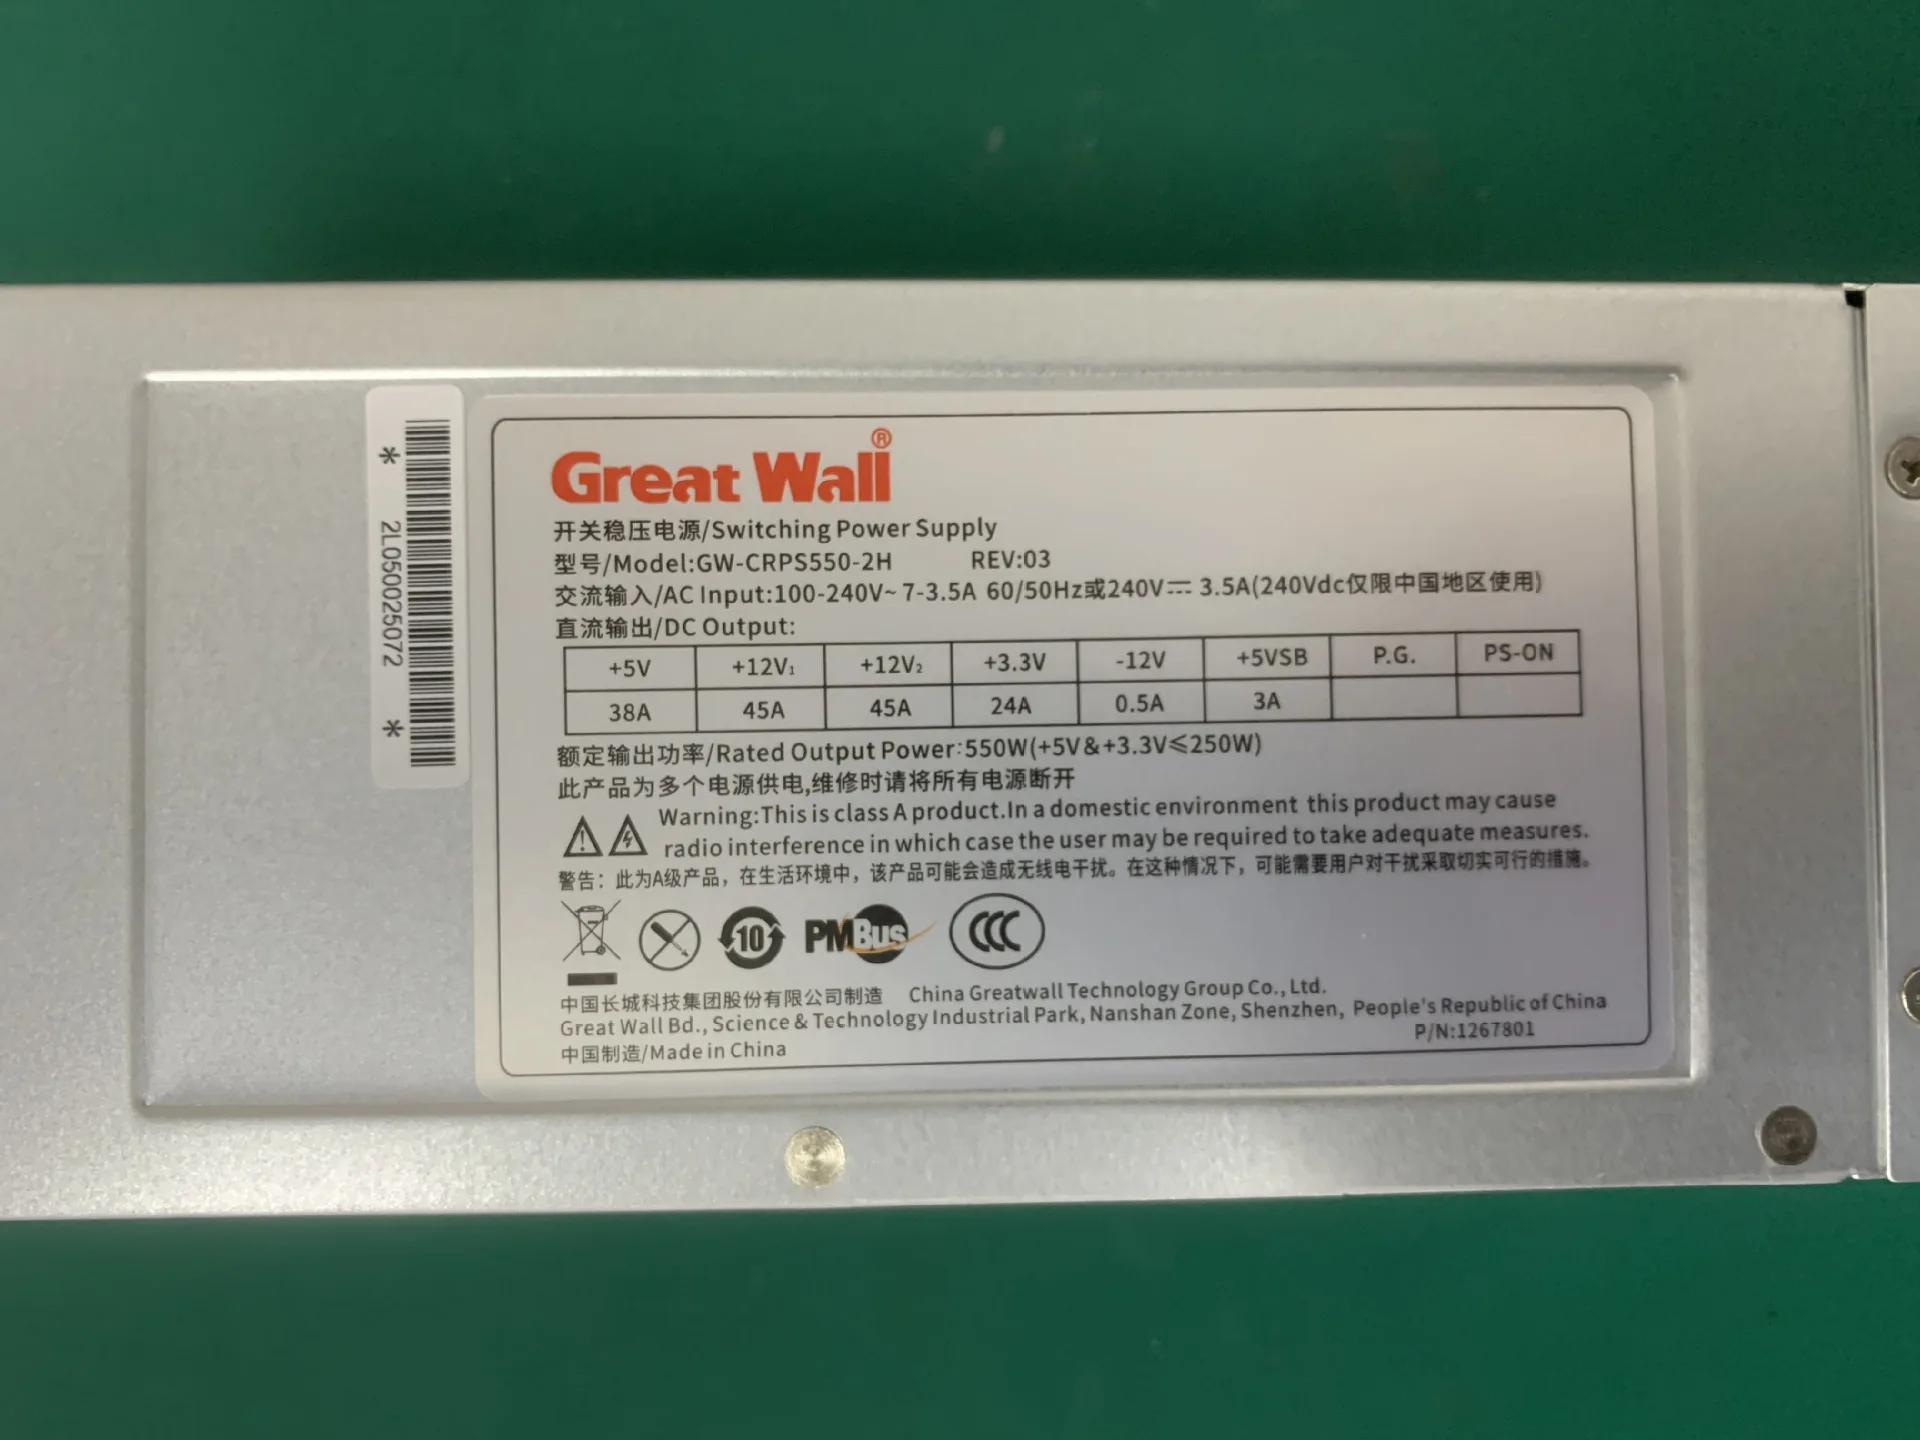 * 2L050025072 *
Great Wall®
开关稳压电源/Switching Power Supply
型号/Model:GW-CRPS550-2H REV:03
交流输入/AC Input:100-240V~ 7-3.5A 60/50Hz或240V⎓ 3.5A(240Vdc仅限中国地区使用)
直流输出/DC Output:
+5V +12V₁ +12V₂ +3.3V -12V +5VSB P.G. PS-ON
38A 45A 45A 24A 0.5A 3A
额定输出功率/Rated Output Power:550W(+5V&+3.3V≤250W)
此产品为多个电源供电,维修时请将所有电源断开
Warning:This is class A product.In a domestic environment this product may cause
radio interference in which case the user may be required to take adequate measures.
警告：此为A级产品，在生活环境中，该产品可能会造成无线电干扰。在这种情况下，可能需要用户对干扰采取切实可行的措施。
10 PMBus CCC
中国长城科技集团股份有限公司制造 China Greatwall Technology Group Co., Ltd.
Great Wall Bd., Science & Technology Industrial Park, Nanshan Zone, Shenzhen, People's Republic of China
P/N:1267801
中国制造/Made in China